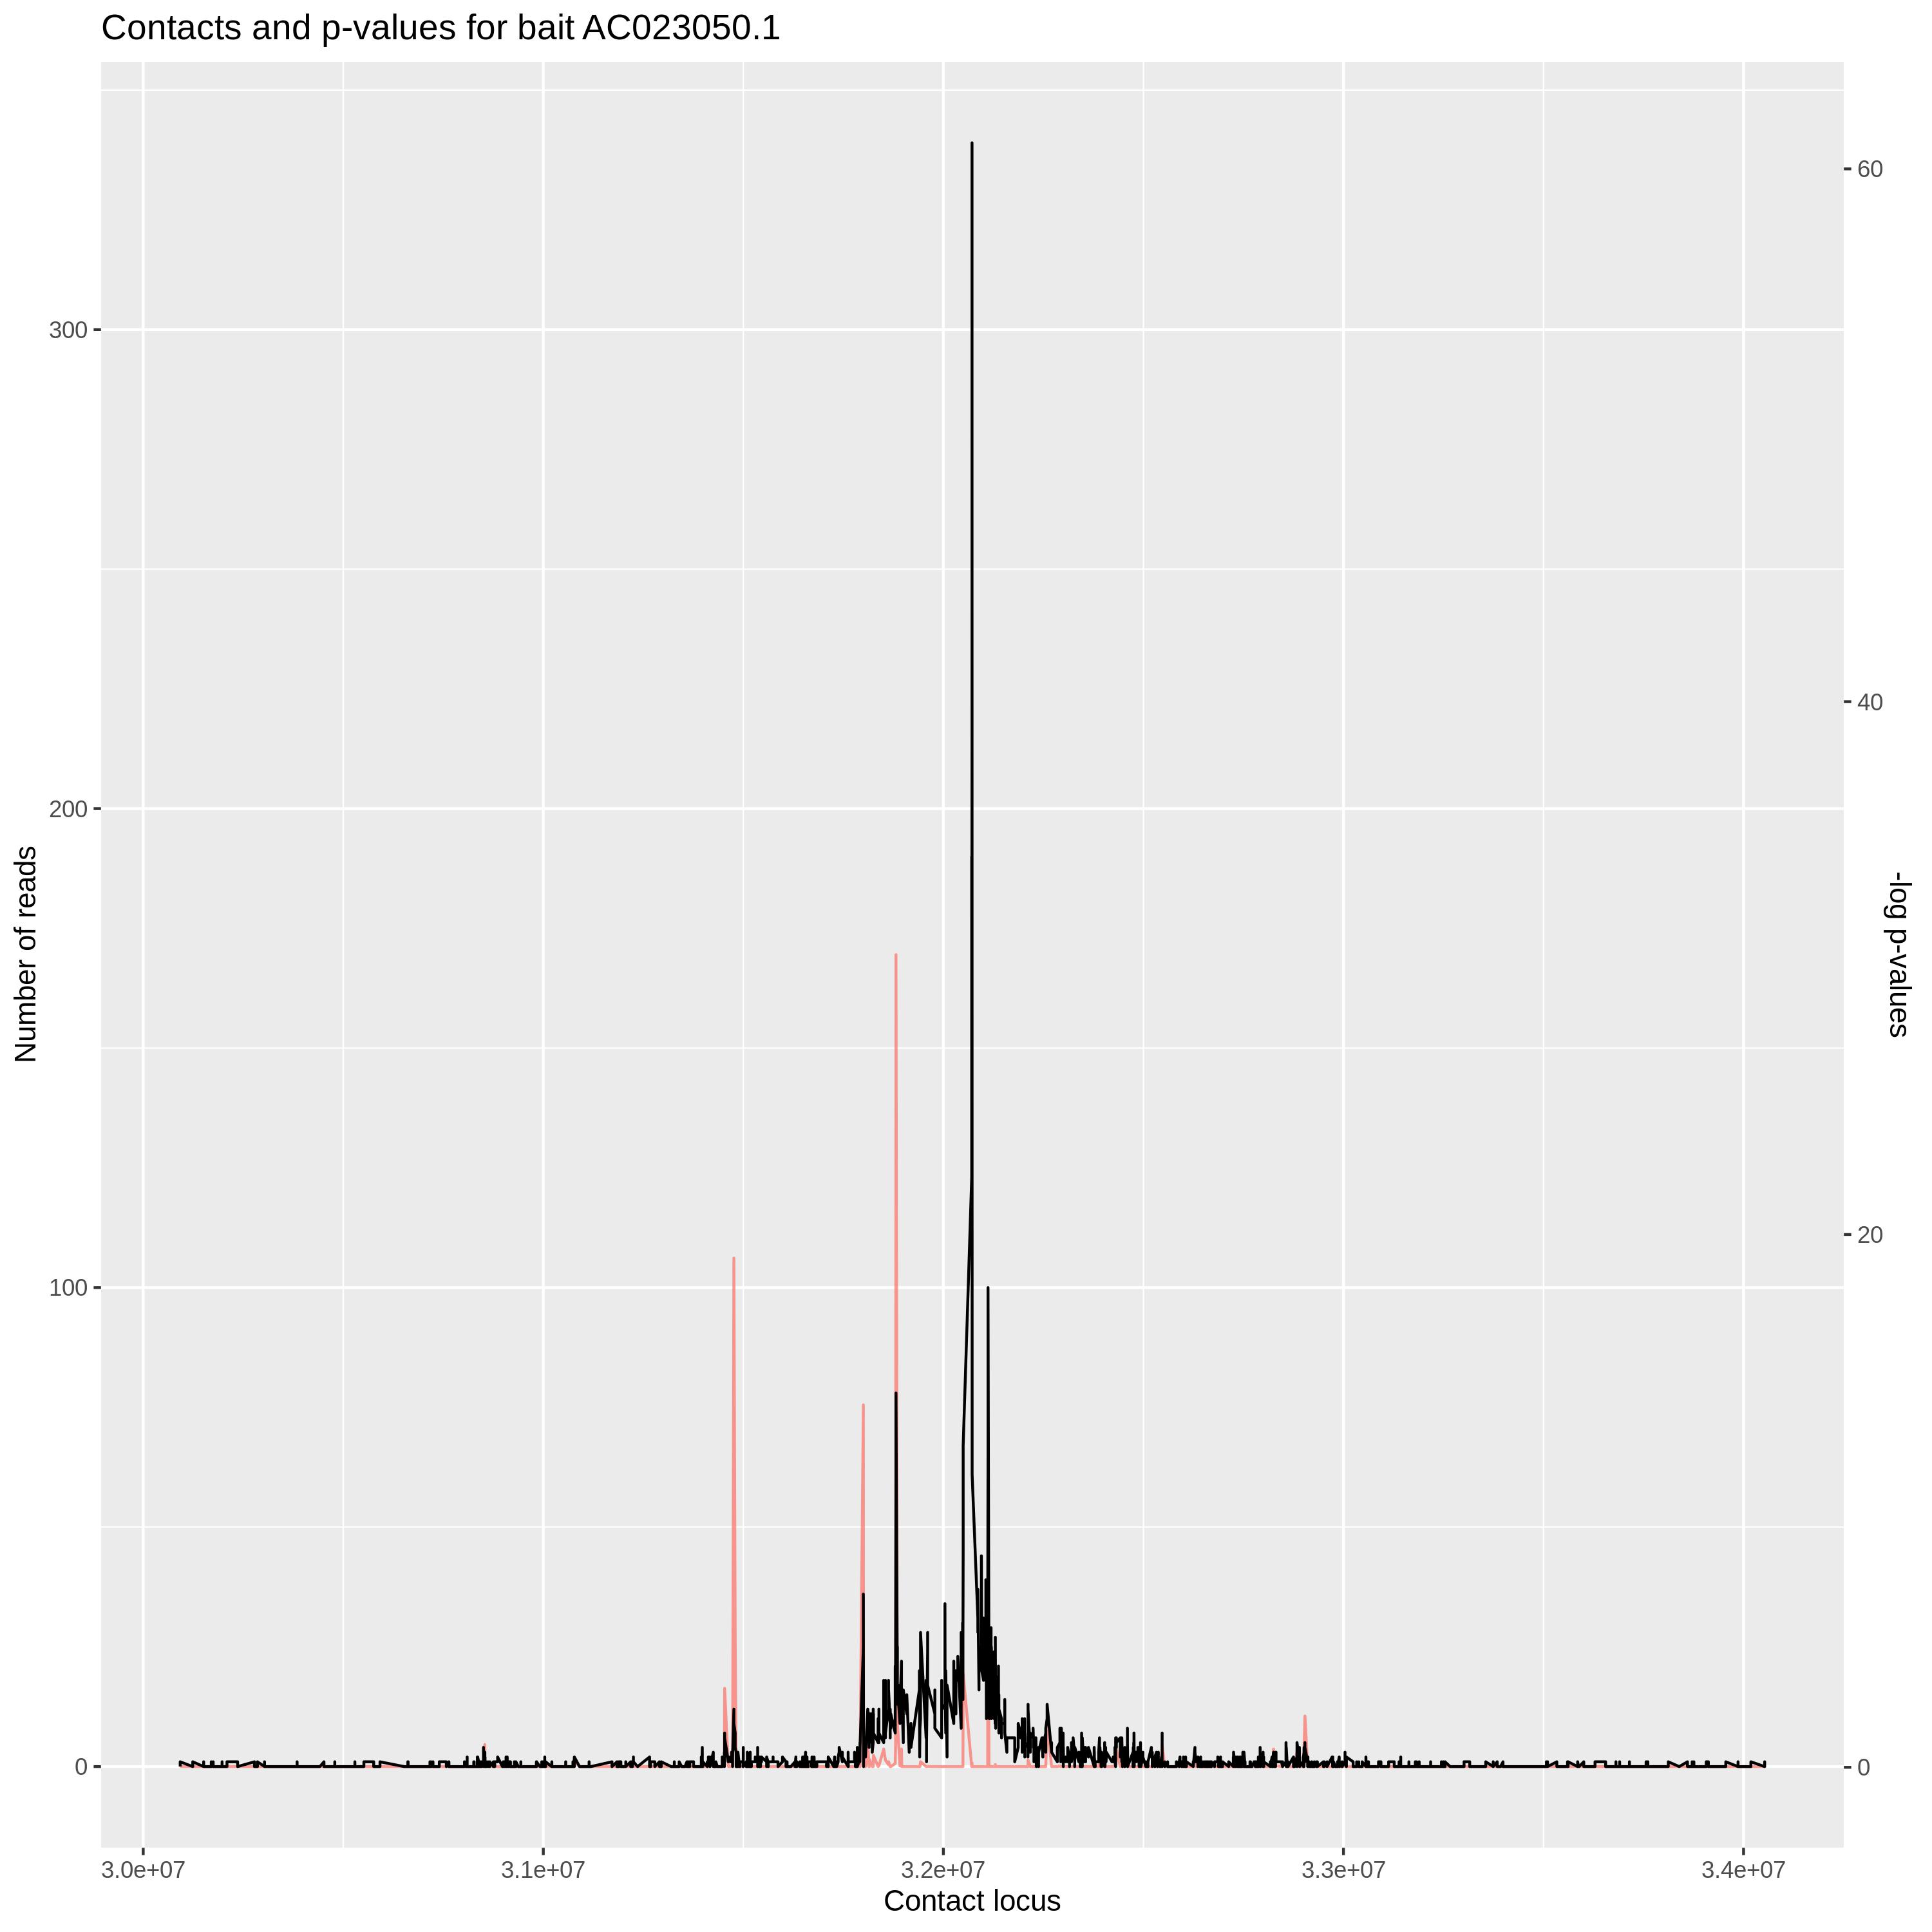 Contacts and p-values for bait AC023050.1
300
200
100
0
Number of reads
60
40
20
0
-log p-values
3.0e+07
3.1e+07
3.2e+07
3.3e+07
3.4e+07
Contact locus